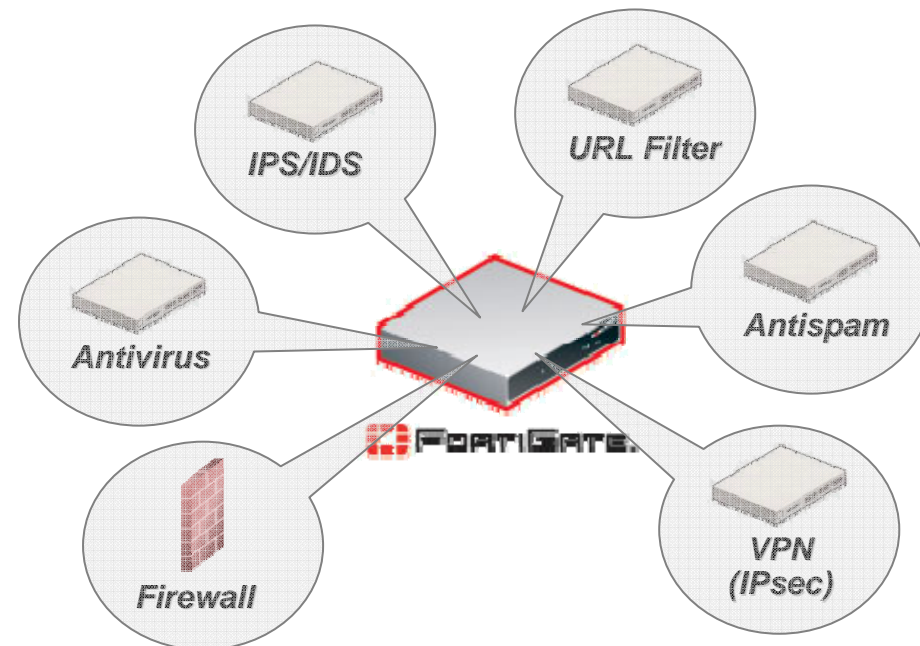 IPS/IDS
URL Filter
Antivirus
Antispam
FORTIGATE.
Firewall
VPN
(IPsec)